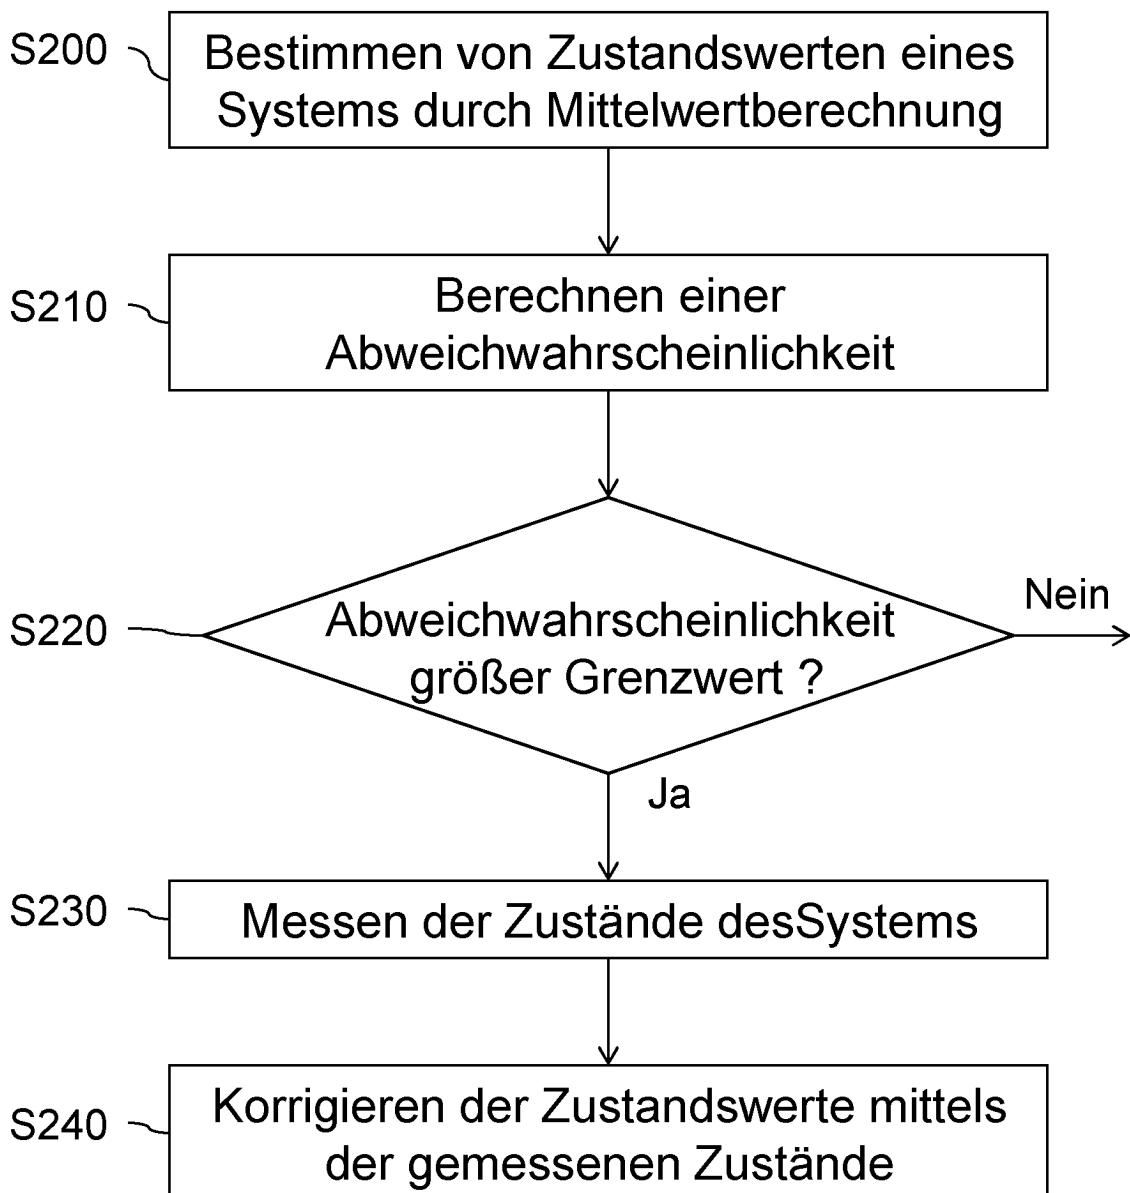 S200
Bestimmen von Zustandswerten eines
Systems durch Mittelwertberechnung
S210
Berechnen einer
Abweichwahrscheinlichkeit
S220
Abweichwahrscheinlichkeit
größer Grenzwert ?
Nein
Ja
S230
Messen der Zustände desSystems
S240
Korrigieren der Zustandswerte mittels
der gemessenen Zustände